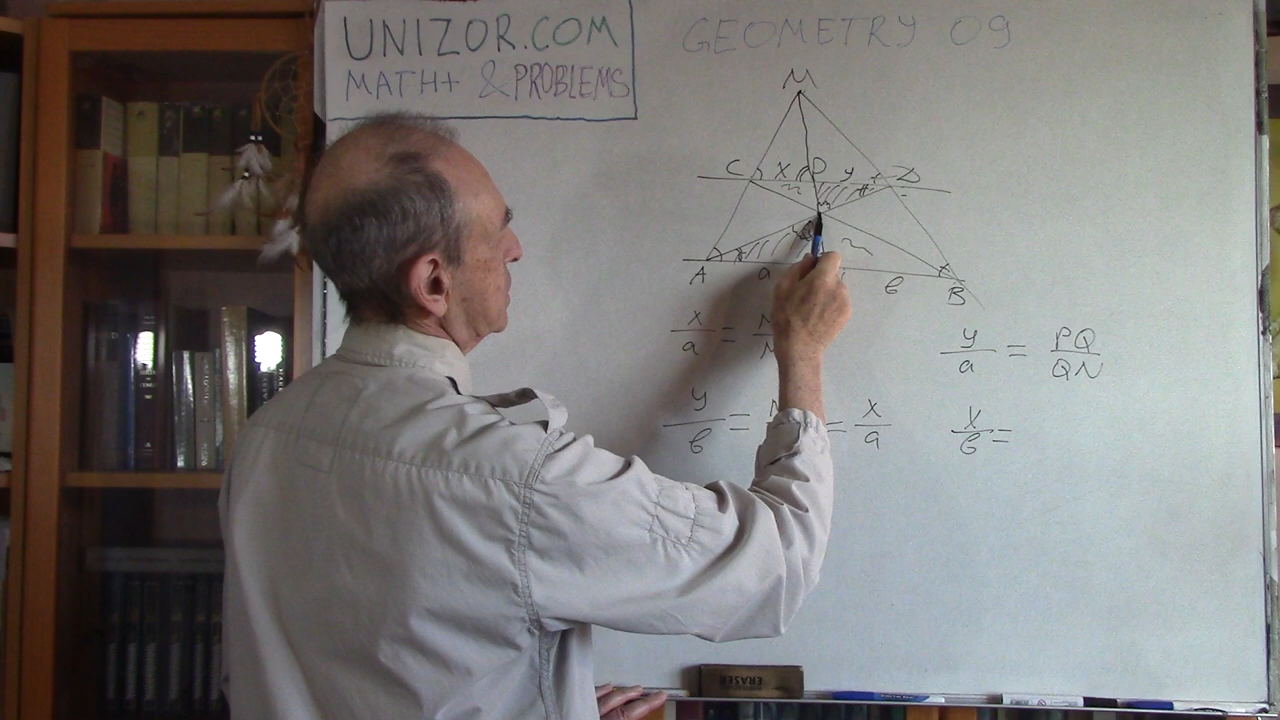 UNIZOR.COM
MATH+ & PROBLEMS
GEOMETRY 09
M
C X P y D
A a b B
x/a =
y/a = PQ/QN
y/b = = x/a
x/b =
ERASER